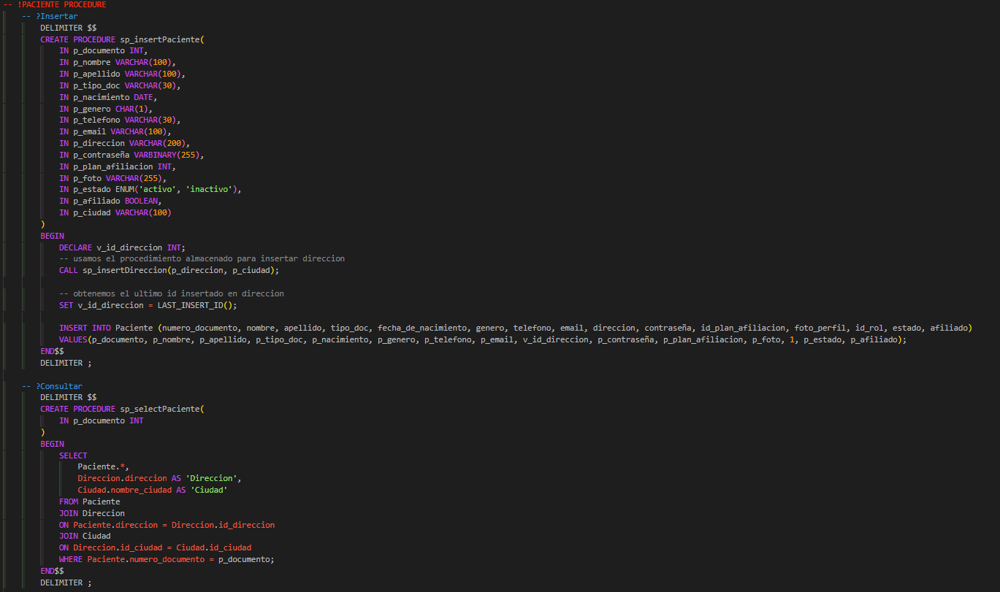 -- !PACIENTE PROCEDURE
-- ?Insertar
DELIMITER $$
CREATE PROCEDURE sp_insertPaciente(
IN p_documento INT,
IN p_nombre VARCHAR(100),
IN p_apellido VARCHAR(100),
IN p_tipo_doc VARCHAR(30),
IN p_nacimiento DATE,
IN p_genero CHAR(1),
IN p_telefono VARCHAR(30),
IN p_email VARCHAR(100),
IN p_direccion VARCHAR(200),
IN p_contraseña VARBINARY(255),
IN p_plan_afiliacion INT,
IN p_foto VARCHAR(255),
IN p_estado ENUM('activo', 'inactivo'),
IN p_afiliado BOOLEAN,
IN p_ciudad VARCHAR(100)
)
BEGIN
DECLARE v_id_direccion INT;
-- usamos el procedimiento almacenado para insertar direccion
CALL sp_insertDireccion(p_direccion, p_ciudad);
-- obtenemos el ultimo id insertado en direccion
SET v_id_direccion = LAST_INSERT_ID();
INSERT INTO Paciente (numero_documento, nombre, apellido, tipo_doc, fecha_de_nacimiento, genero, telefono, email, direccion, contraseña, id_plan_afiliacion, foto_perfil, id_rol, estado, afiliado)
VALUES(p_documento, p_nombre, p_apellido, p_tipo_doc, p_nacimiento, p_genero, p_telefono, p_email, v_id_direccion, p_contraseña, p_plan_afiliacion, p_foto, 1, p_estado, p_afiliado);
END$$
DELIMITER ;
-- ?Consultar
DELIMITER $$
CREATE PROCEDURE sp_selectPaciente(
IN p_documento INT
)
BEGIN
SELECT
Paciente.*,
Direccion.direccion AS 'Direccion',
Ciudad.nombre_ciudad AS 'Ciudad'
FROM Paciente
JOIN Direccion
ON Paciente.direccion = Direccion.id_direccion
JOIN Ciudad
ON Direccion.id_ciudad = Ciudad.id_ciudad
WHERE Paciente.numero_documento = p_documento;
END$$
DELIMITER ;